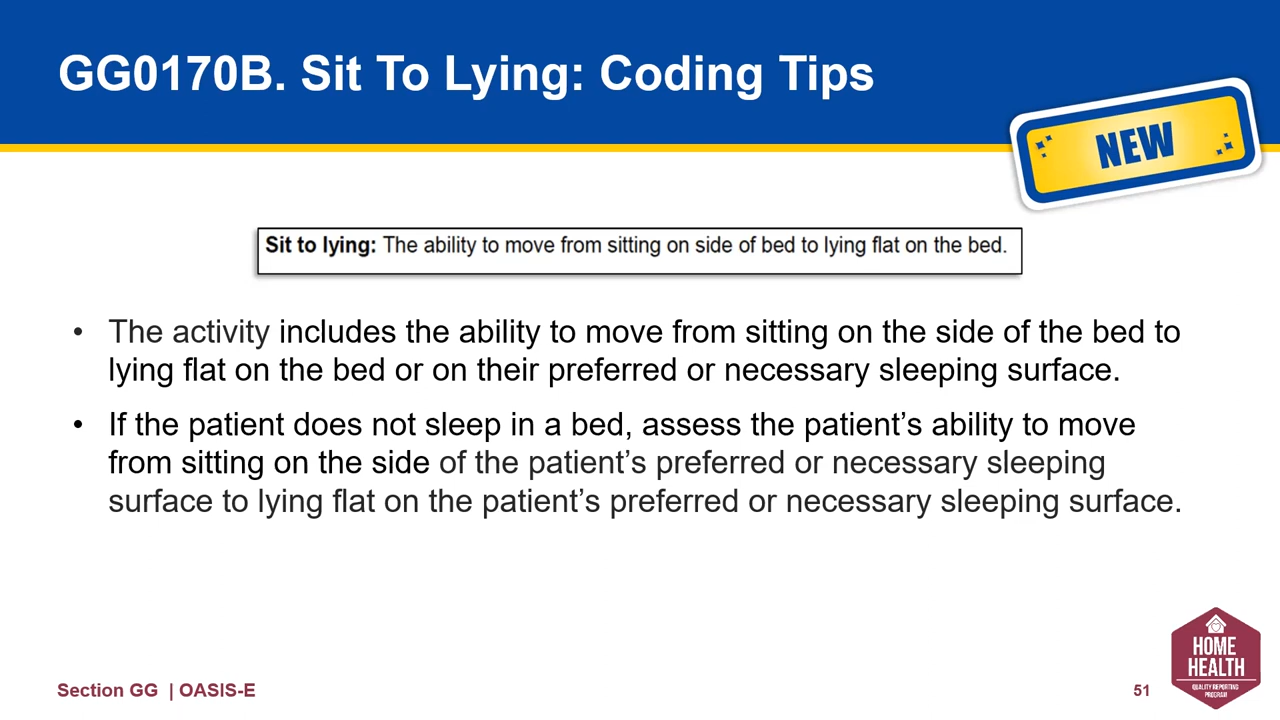 GG0170B. Sit To Lying: Coding Tips
NEW
Sit to lying: The ability to move from sitting on side of bed to lying flat on the bed.
• The activity includes the ability to move from sitting on the side of the bed to
lying flat on the bed or on their preferred or necessary sleeping surface.
• If the patient does not sleep in a bed, assess the patient’s ability to move
from sitting on the side of the patient’s preferred or necessary sleeping
surface to lying flat on the patient’s preferred or necessary sleeping surface.
Section GG | OASIS-E
51
HOME
HEALTH
QUALITY REPORTING
PROGRAM